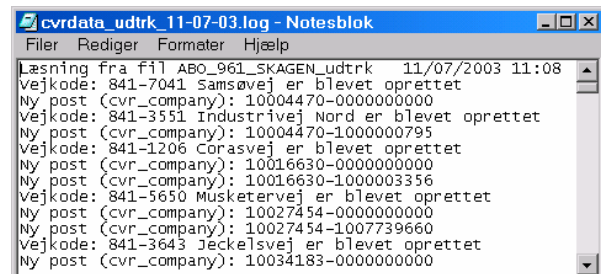 cvrdata_udtrk_11-07-03.log - Notesblok
Filer Rediger Formater Hjælp
Læsning fra fil ABO_961_SKAGEN_udtrk 11/07/2003 11:08
Vejkode: 841-7041 Samsøvej er blevet oprettet
Ny post (cvr_company): 10004470-0000000000
Vejkode: 841-3551 Industrivej Nord er blevet oprettet
Ny post (cvr_company): 10004470-1000000795
Vejkode: 841-1206 Corasvej er blevet oprettet
Ny post (cvr_company): 10016630-0000000000
Ny post (cvr_company): 10016630-1000003356
Vejkode: 841-5650 Musketervej er blevet oprettet
Ny post (cvr_company): 10027454-0000000000
Ny post (cvr_company): 10027454-1007739660
Vejkode: 841-3643 Jeckelsvej er blevet oprettet
Ny post (cvr_company): 10034183-0000000000